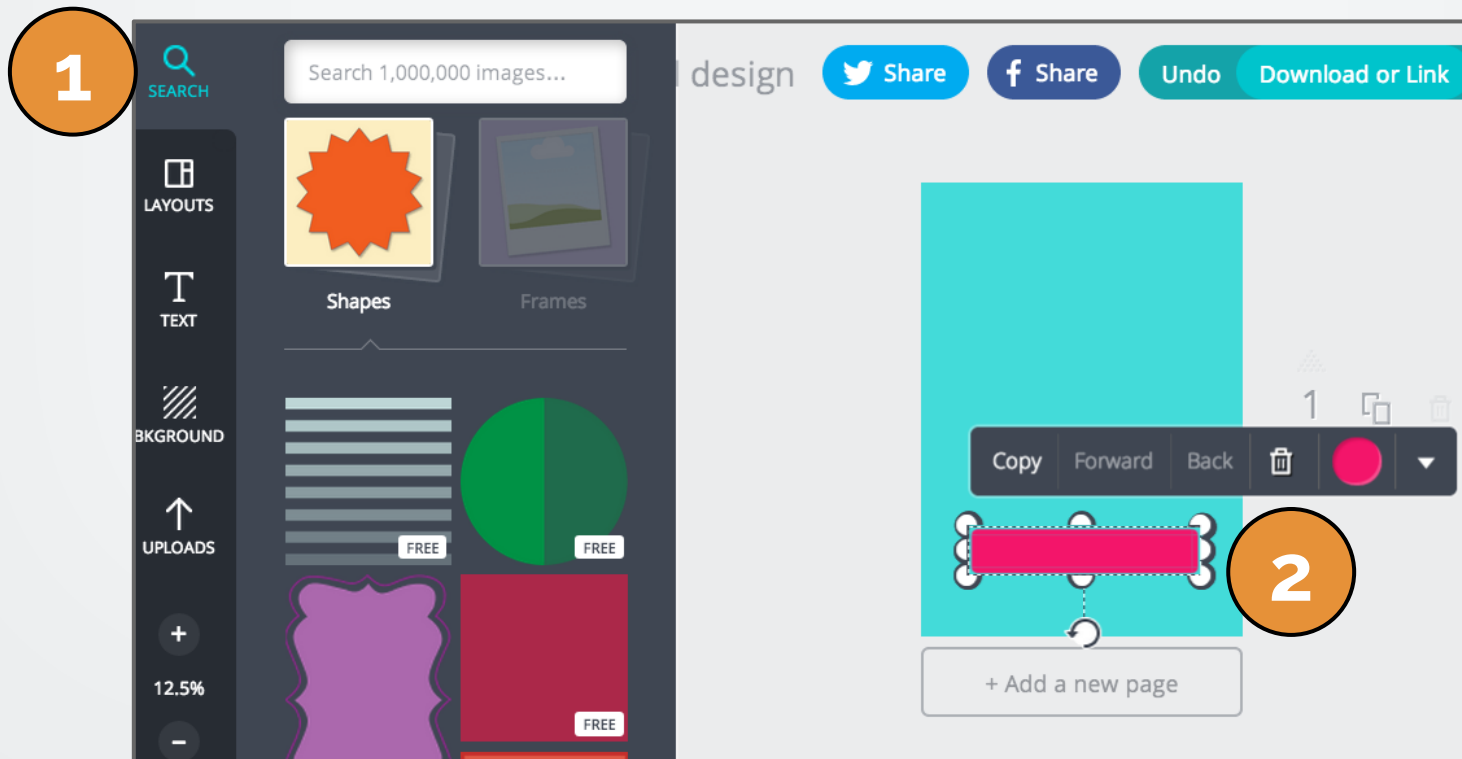 1
SEARCH
Search 1,000,000 images...
design
Share
Share
Undo
Download or Link
LAYOUTS
Shapes
Frames
TEXT
BKGROUND
UPLOADS
+
12.5%
−
FREE
FREE
FREE
1
Copy
Forward
Back
2
+ Add a new page